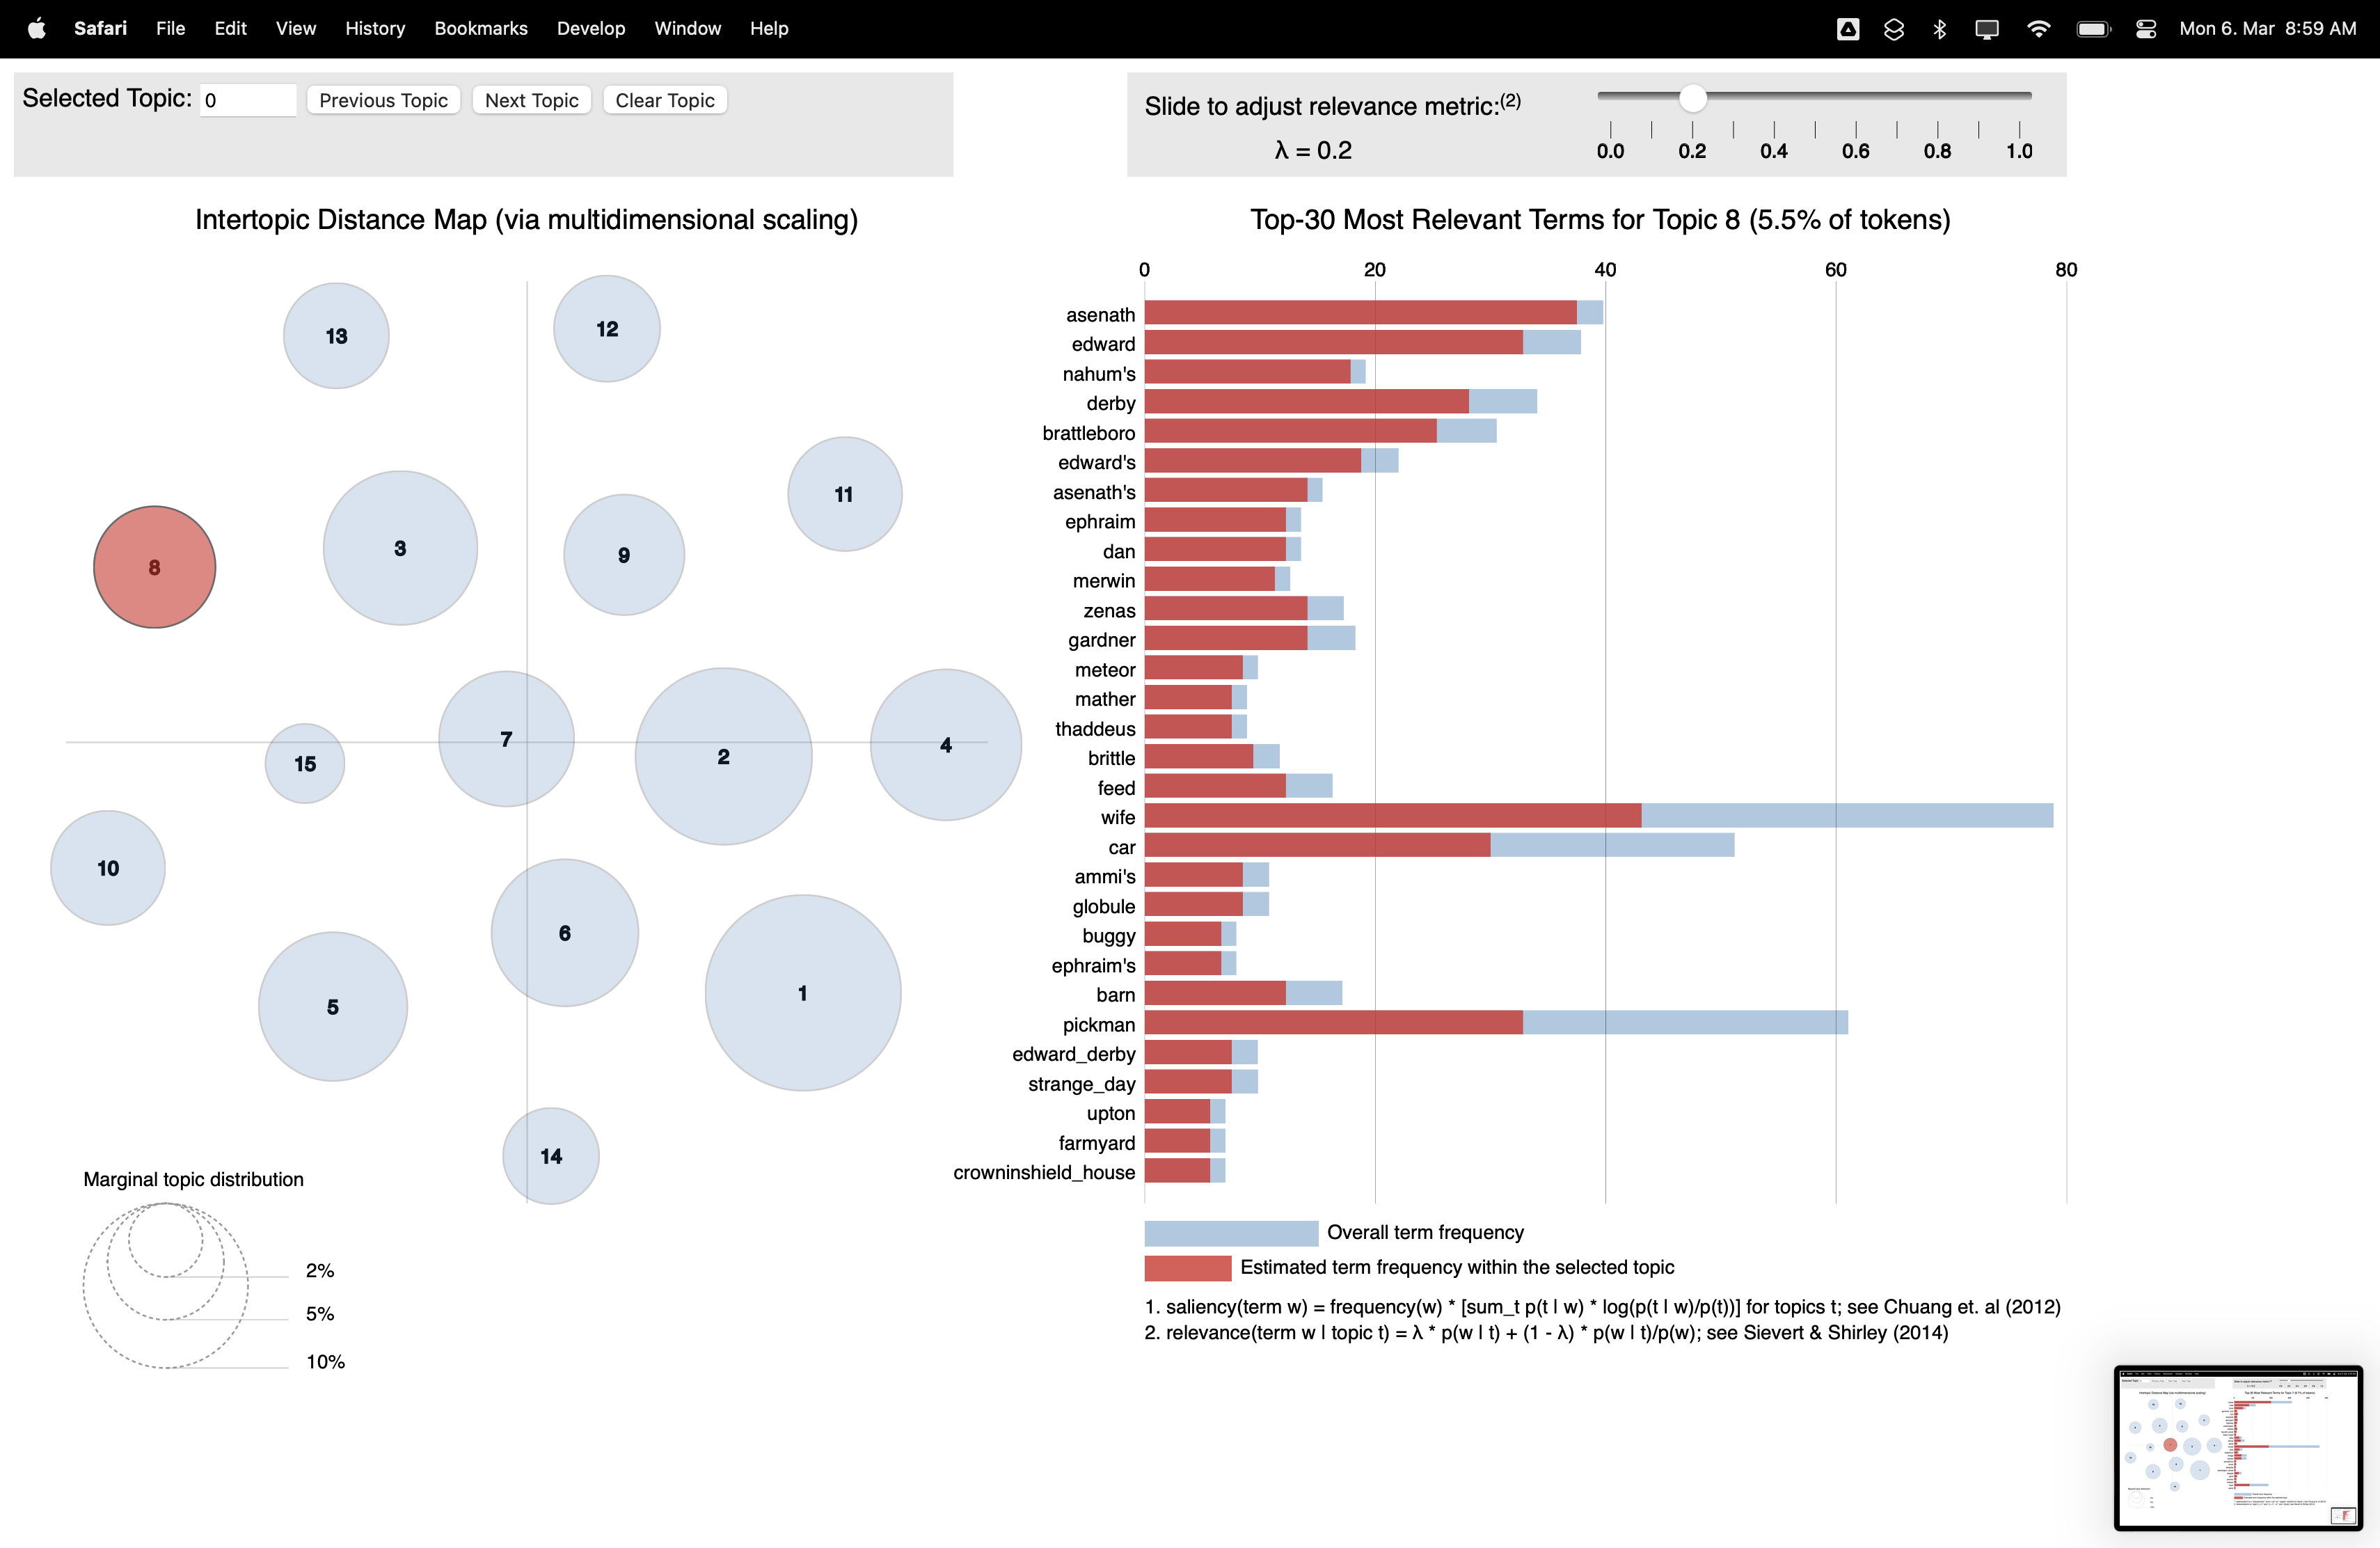 Safari File Edit View History Bookmarks Develop Window Help Mon 6. Mar 8:59 AM
Selected Topic: 0 Previous Topic Next Topic Clear Topic
Slide to adjust relevance metric:(2)
λ = 0.2
0.0 0.2 0.4 0.6 0.8 1.0
Intertopic Distance Map (via multidimensional scaling)
13
12
11
3
9
8
7
2
4
15
10
6
5
1
14
Marginal topic distribution
2%
5%
10%
Top-30 Most Relevant Terms for Topic 8 (5.5% of tokens)
0 20 40 60 80
asenath
edward
nahum's
derby
brattleboro
edward's
asenath's
ephraim
dan
merwin
zenas
gardner
meteor
mather
thaddeus
brittle
feed
wife
car
ammi's
globule
buggy
ephraim's
barn
pickman
edward_derby
strange_day
upton
farmyard
crowninshield_house
Overall term frequency
Estimated term frequency within the selected topic
1. saliency(term w) = frequency(w) * [sum_t p(t | w) * log(p(t | w)/p(t))] for topics t; see Chuang et. al (2012)
2. relevance(term w | topic t) = λ * p(w | t) + (1 - λ) * p(w | t)/p(w); see Sievert & Shirley (2014)